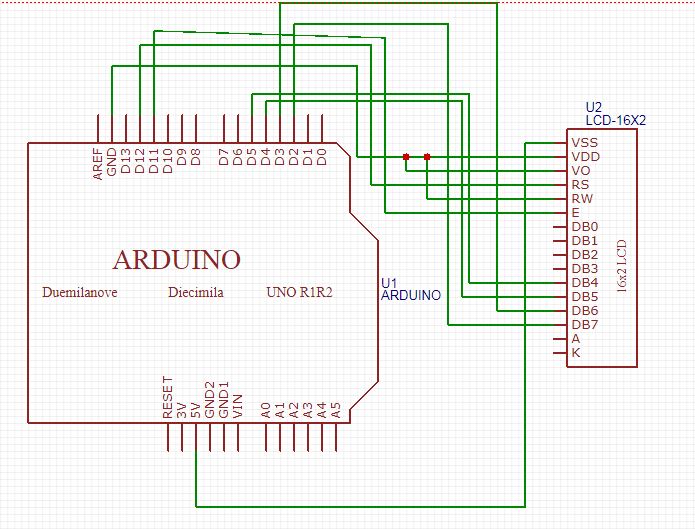 U2
LCD-16X2
VSS
VDD
VO
RS
RW
E
DB0
DB1
DB2
DB3
DB4
DB5
DB6
DB7
A
K
16x2 LCD
AREF
GND
D13
D12
D11
D10
D9
D8
D7
D6
D5
D4
D3
D2
D1
D0
ARDUINO
Duemilanove Diecimila UNO R1R2
U1
ARDUINO
RESET
3V
5V
GND2
GND1
VIN
A0
A1
A2
A3
A4
A5